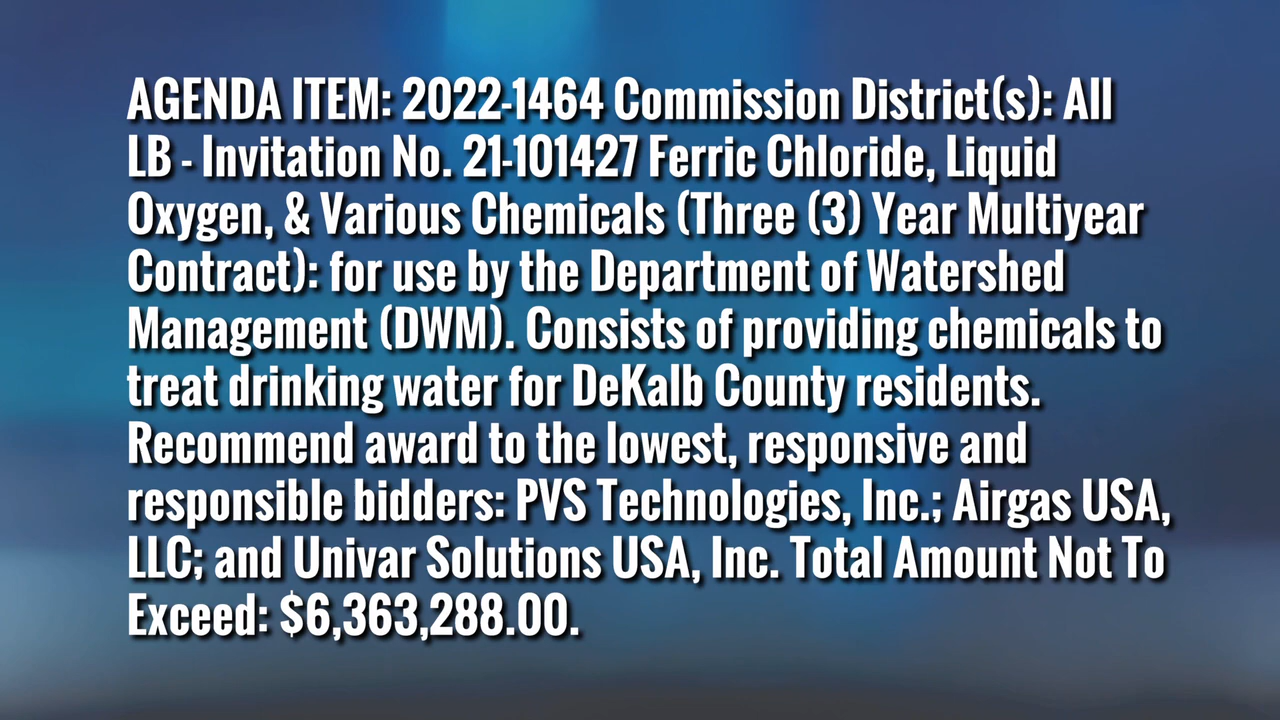 AGENDA ITEM: 2022-1464 Commission District(s): All
LB - Invitation No. 21-101427 Ferric Chloride, Liquid
Oxygen, & Various Chemicals (Three (3) Year Multiyear
Contract): for use by the Department of Watershed
Management (DWM). Consists of providing chemicals to
treat drinking water for DeKalb County residents.
Recommend award to the lowest, responsive and
responsible bidders: PVS Technologies, Inc.; Airgas USA,
LLC; and Univar Solutions USA, Inc. Total Amount Not To
Exceed: $6,363,288.00.